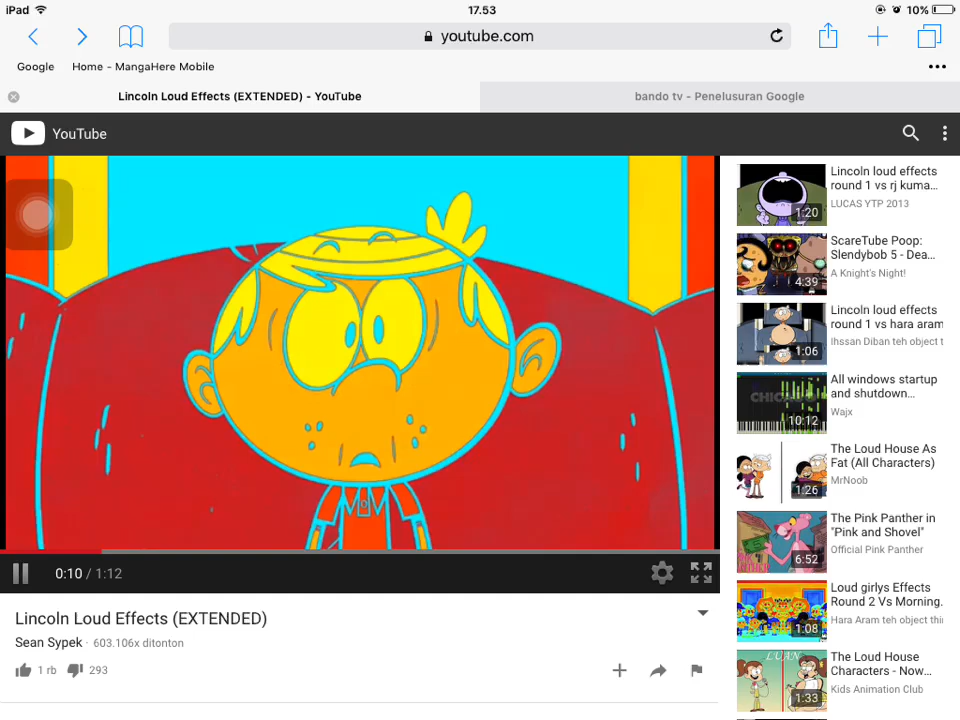 iPad
17.53
10%
youtube.com
Google
Home - MangaHere Mobile
Lincoln Loud Effects (EXTENDED) - YouTube
bando tv - Penelusuran Google
YouTube
Lincoln loud effects
round 1 vs rj kuma…
LUCAS YTP 2013
1:20
ScareTube Poop:
Slendybob 5 - Dea…
A Knight's Night!
4:39
Lincoln loud effects
round 1 vs hara aram
Ihssan Diban teh object t
1:06
All windows startup
and shutdown…
Wajx
10:12
The Loud House As
Fat (All Characters)
MrNoob
1:26
The Pink Panther in
"Pink and Shovel"
Official Pink Panther
6:52
Loud girlys Effects
Round 2 Vs Morning.
Hara Aram teh object thi
1:08
LUAN
The Loud House
Characters - Now…
Kids Animation Club
1:33
0:10 / 1:12
Lincoln Loud Effects (EXTENDED)
Sean Sypek · 603.106x ditonton
1 rb
293